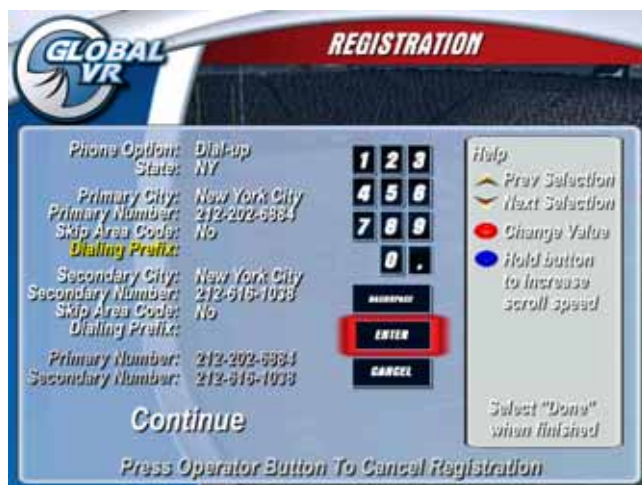 GLOBAL
VR
REGISTRATION
Phone Option: Dial-up
State: NY
Primary City: New York City
Primary Number: 212-202-6884
Skip Area Code: No
Dialing Prefix:
Secondary City: New York City
Secondary Number: 212-616-1038
Skip Area Code: No
Dialing Prefix:
Primary Number: 212-202-6884
Secondary Number: 212-616-1038
Continue
1 2 3
4 5 6
7 8 9
0 .
BACKSPACE
ENTER
CANCEL
Help
Prev Selection
Next Selection
Change Value
Hold button
to increase
scroll speed
Select "Done"
when finished
Press Operator Button To Cancel Registration